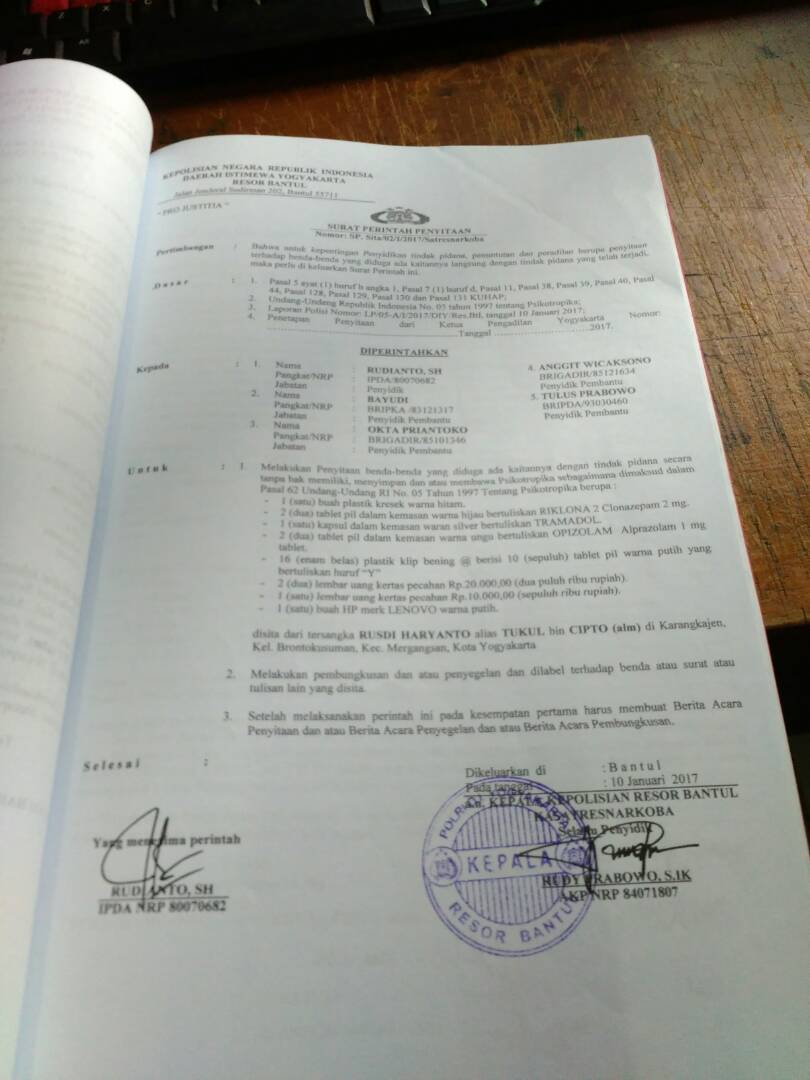 KEPOLISIAN NEGARA REPUBLIK INDONESIA
DAERAH ISTIMEWA YOGYAKARTA
RESOR BANTUL
Jalan Jenderal Sudirman 202, Bantul 55711
" PRO JUSTITIA "
SURAT PERINTAH PENYITAAN
Nomor: SP. Sita/02/I/2017/Satresnarkoba
Pertimbangan : Bahwa untuk kepentingan Penyidikan tindak pidana, penuntutan dan peradilan berupa penyitaan
terhadap benda-benda yang diduga ada kaitannya langsung dengan tindak pidana yang telah terjadi,
maka perlu di keluarkan Surat Perintah ini.
Dasar : 1. Pasal 5 ayat (1) huruf b angka 1, Pasal 7 (1) huruf d, Pasal 11, Pasal 38, Pasal 39, Pasal 40, Pasal
44, Pasal 128, Pasal 129, Pasal 130 dan Pasal 131 KUHAP;
2. Undang-Undeng Republik Indonesia No. 05 tahun 1997 tentang Psikotropika;
3. Laporan Polisi Nomor: LP/05-A/I/2017/DIY/Res.Btl, tanggal 10 Januari 2017;
4. Penetapan Penyitaan dari Ketua Pengadilan Yogyakarta Nomor:
Tanggal 2017.
DIPERINTAHKAN
Kepada : 1. Nama : RUDIANTO, SH
Pangkat/NRP : IPDA/80070682
Jabatan : Penyidik
2. Nama : BAYUDI
Pangkat/NRP : BRIPKA /83121317
Jabatan : Penyidik Pembantu
3. Nama : OKTA PRIANTOKO
Pangkat/NRP : BRIGADIR/85101346
Jabatan : Penyidik Pembantu
4. ANGGIT WICAKSONO
BRIGADIR/85121634
Penyidik Pembantu
5. TULUS PRABOWO
BRIPDA/93030460
Penyidik Pembantu
Untuk : 1. Melakukan Penyitaan benda-benda yang diduga ada kaitannya dengan tindak pidana secara
tanpa hak memiliki, menyimpan dan atau membawa Psikotropika sebagaimana dimaksud dalam
Pasal 62 Undang-Undang RI No. 05 Tahun 1997 Tentang Psikotropika berupa :
- 1 (satu) buah plastik kresek warna hitam.
- 2 (dua) tablet pil dalam kemasan warna hijau bertuliskan RIKLONA 2 Clonazepam 2 mg.
- 1 (satu) kapsul dalam kemasan waran silver bertuliskan TRAMADOL.
- 2 (dua) tablet pil dalam kemasan warna ungu bertuliskan OPIZOLAM Alprazolam 1 mg
tablet.
- 16 (enam belas) plastik klip bening @ berisi 10 (sepuluh) tablet pil warna putih yang
bertuliskan huruf "Y"
- 2 (dua) lembar uang kertas pecahan Rp.20.000,00 (dua puluh ribu rupiah).
- 1 (satu) lembar uang kertas pecahan Rp.10.000,00 (sepuluh ribu rupiah).
- 1 (satu) buah HP merk LENOVO warna putih.
disita dari tersangka RUSDI HARYANTO alias TUKUL bin CIPTO (alm) di Karangkajen,
Kel. Brontokusuman, Kec. Mergangsan, Kota Yogyakarta
2. Melakukan pembungkusan dan atau penyegelan dan dilabel terhadap benda atau surat atau
tulisan lain yang disita.
3. Setelah melaksanakan perintah ini pada kesempatan pertama harus membuat Berita Acara
Penyitaan dan atau Berita Acara Penyegelan dan atau Berita Acara Pembungkusan.
Selesai :
Dikeluarkan di : Bantul
Pada tanggal : 10 Januari 2017
An. KEPALA KEPOLISIAN RESOR BANTUL
KASATRESNARKOBA
Selaku Penyidik
RUDY PRABOWO, S.IK
AKP NRP 84071807
Yang menerima perintah
RUDIANTO, SH
IPDA NRP 80070682
KEPALA
RESOR BANTUL